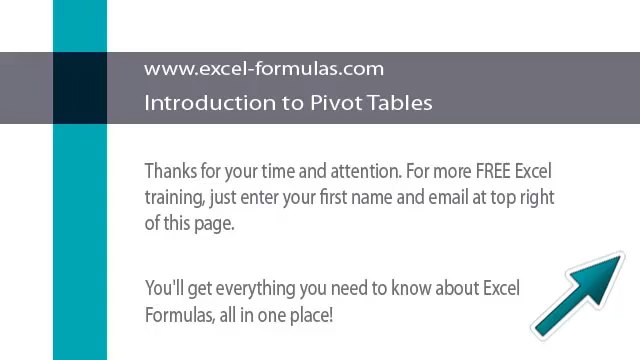 www.excel-formulas.com
Introduction to Pivot Tables
Thanks for your time and attention. For more FREE Excel
training, just enter your first name and email at top right
of this page.
You'll get everything you need to know about Excel
Formulas, all in one place!